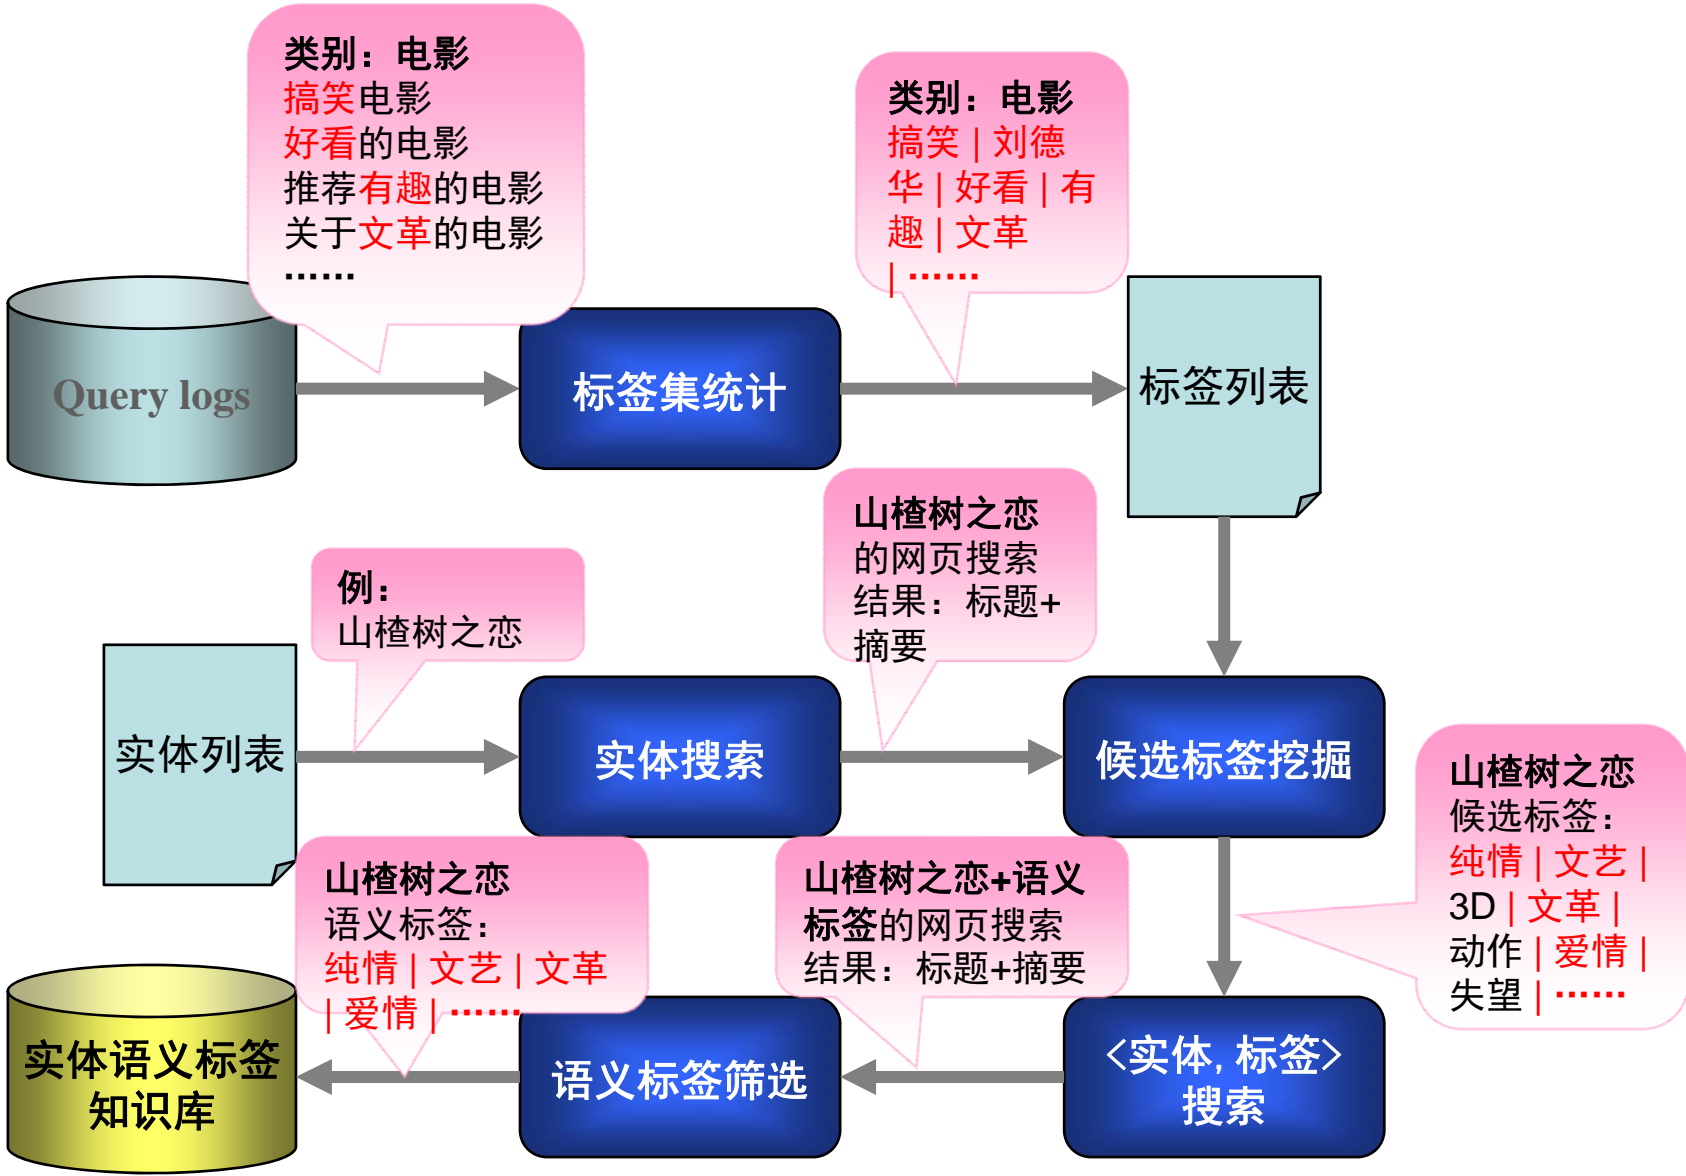 类别：电影
搞笑电影
好看的电影
推荐有趣的电影
关于文革的电影
……
类别：电影
搞笑 | 刘德
华 | 好看 | 有
趣 | 文革
| ……
Query logs
标签集统计
标签列表
例：
山楂树之恋
山楂树之恋
的网页搜索
结果：标题+
摘要
实体列表
实体搜索
候选标签挖掘
山楂树之恋
候选标签：
纯情 | 文艺 |
3D | 文革 |
动作 | 爱情 |
失望 | ……
山楂树之恋
语义标签：
纯情 | 文艺 | 文革
| 爱情 | ……
山楂树之恋+语义
标签的网页搜索
结果：标题+摘要
实体语义标签
知识库
语义标签筛选
<实体, 标签>
搜索